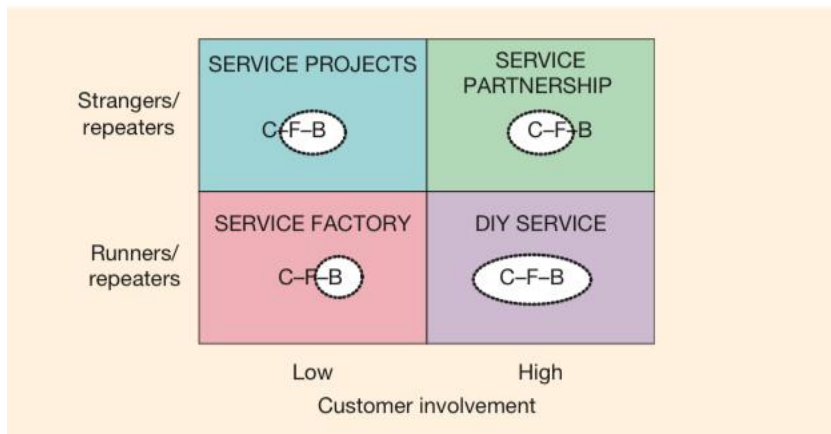 SERVICE PROJECTS
SERVICE
PARTNERSHIP
Strangers/
repeaters
C–F–B
C–F–B
SERVICE FACTORY
DIY SERVICE
Runners/
repeaters
C–F–B
C–F–B
Low
High
Customer involvement